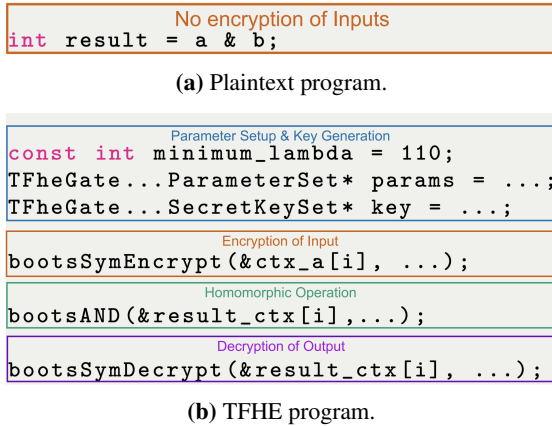 No encryption of Inputs
int result = a & b;
(a) Plaintext program.
Parameter Setup & Key Generation
const int minimum_lambda = 110;
TFheGate...ParameterSet* params = ...;
TFheGate...SecretKeySet* key = ...;
Encryption of Input
bootsSymEncrypt(&ctx_a[i], ...);
Homomorphic Operation
bootsAND(&result_ctx[i],...);
Decryption of Output
bootsSymDecrypt(&result_ctx[i], ...);
(b) TFHE program.